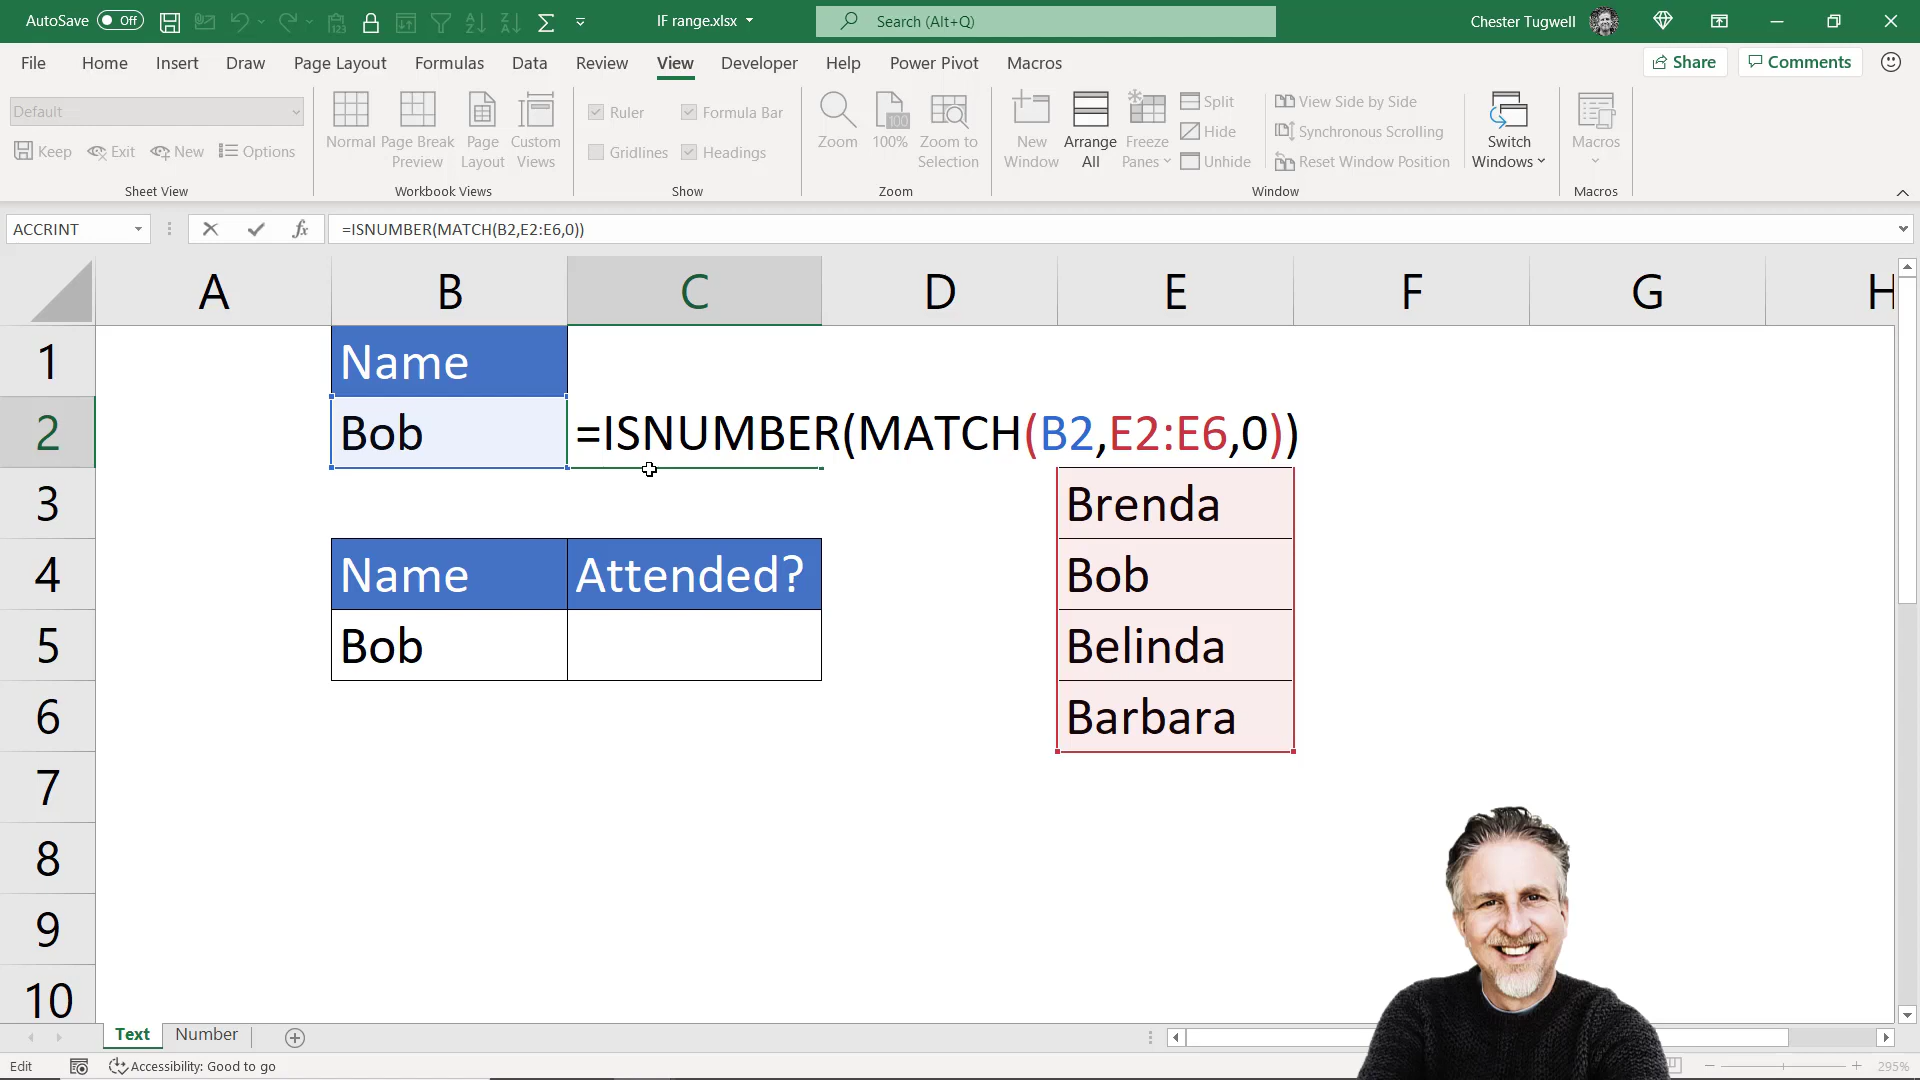 AutoSave Off IF range.xlsx Search (Alt+Q) Chester Tugwell
File Home Insert Draw Page Layout Formulas Data Review View Developer Help Power Pivot Macros Share Comments
Default
Keep Exit New Options
Sheet View
Normal Page Break Preview Page Layout Custom Views
Workbook Views
Ruler Formula Bar
Gridlines Headings
Show
Zoom 100% Zoom to Selection
Zoom
New Window Arrange All Freeze Panes
Split
Hide
Unhide
View Side by Side
Synchronous Scrolling
Reset Window Position
Switch Windows
Window
Macros
Macros
ACCRINT fx =ISNUMBER(MATCH(B2,E2:E6,0))
A B C D E F G H
1 Name
2 Bob =ISNUMBER(MATCH(B2,E2:E6,0))
3 Brenda
4 Name Attended? Bob
5 Bob Belinda
6 Barbara
7
8
9
10
Text Number
Edit Accessibility: Good to go 295%